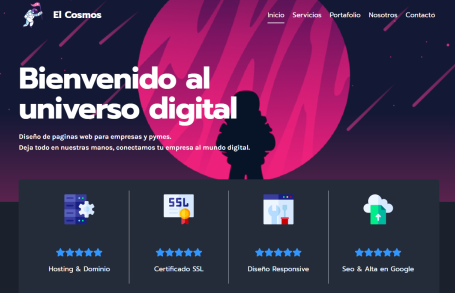 El Cosmos
Inicio Servicios Portafolio Nosotros Contacto
Bienvenido al
universo digital
Diseño de paginas web para empresas y pymes.
Deja todo en nuestras manos, conectamos tu empresa al mundo digital.
SSL
Hosting & Dominio
Certificado SSL
Diseño Responsive
Seo & Alta en Google